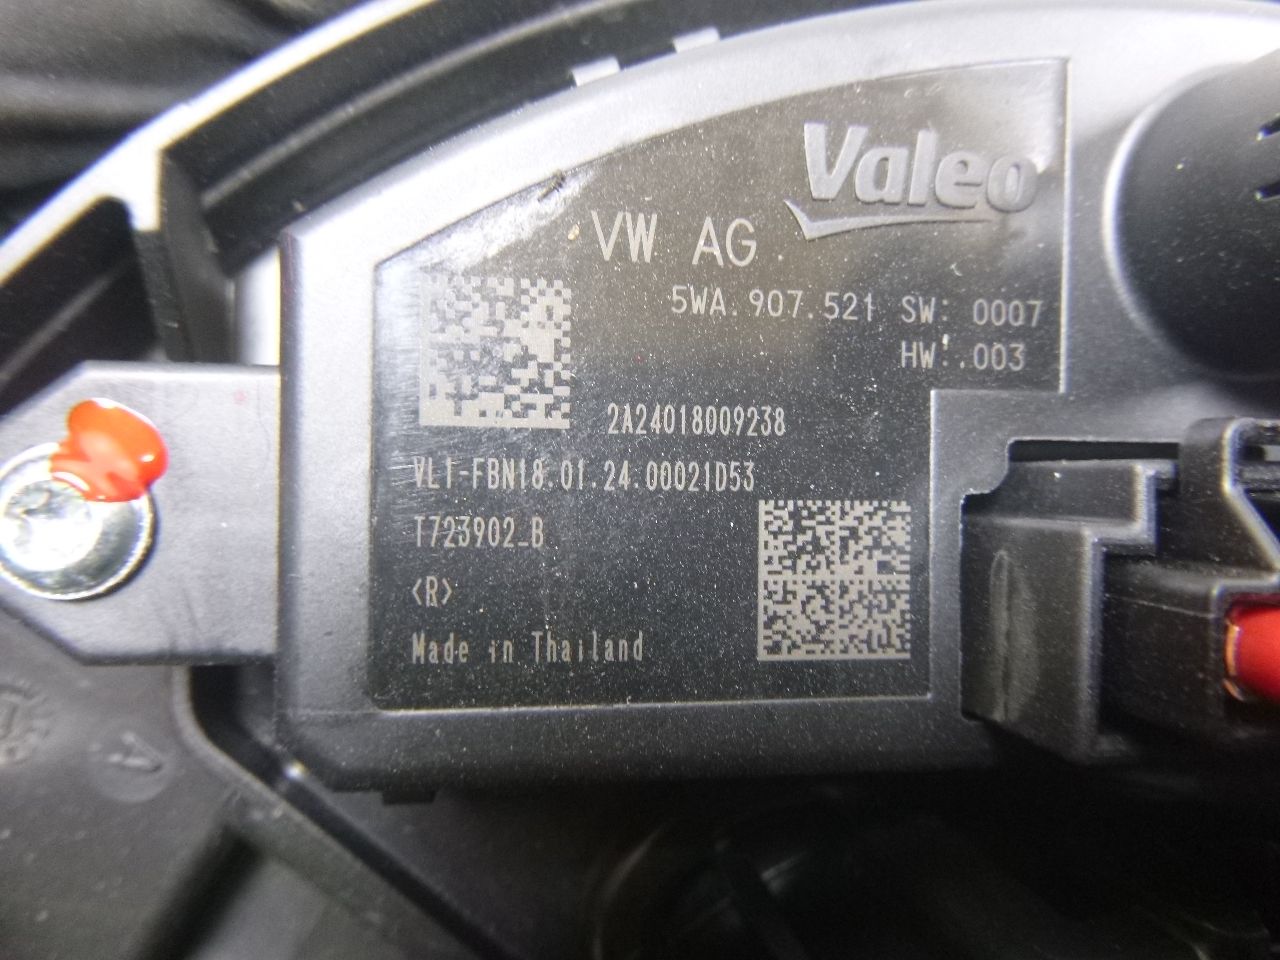 Valeo
VW AG
5WA.907.521 SW: 0007
HW: 003
2A24018009238
VL1-FBN18.01.24.00021D53
T723902_B
<R>
Made in Thailand
A